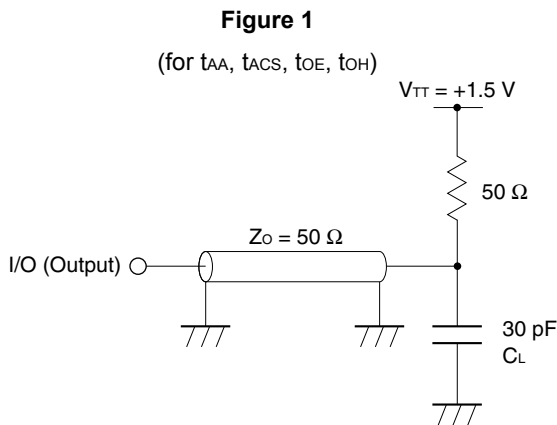 Figure 1
(for tAA, tACS, tOE, tOH)
VTT = +1.5 V
50 Ω
ZO = 50 Ω
I/O (Output)
30 pF
CL